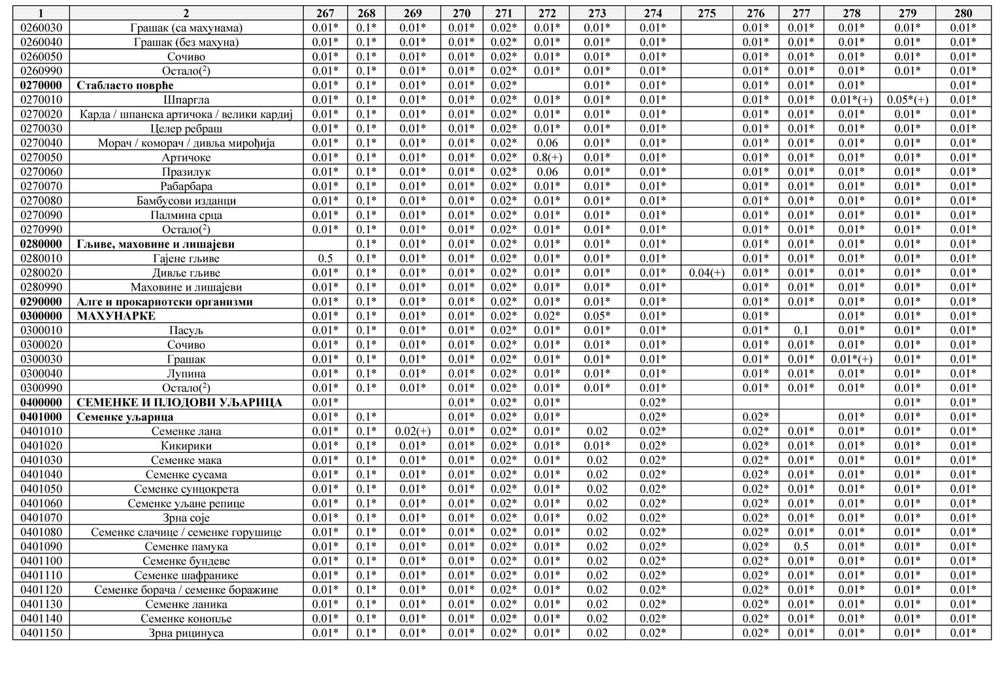 1 2 267 268 269 270 271 272 273 274 275 276 277 278 279 280
0260030 Грашак (са махунама) 0.01* 0.1* 0.01* 0.01* 0.02* 0.01* 0.01* 0.01* 0.01* 0.01* 0.01* 0.01* 0.01*
0260040 Грашак (без махуна) 0.01* 0.1* 0.01* 0.01* 0.02* 0.01* 0.01* 0.01* 0.01* 0.01* 0.01* 0.01* 0.01*
0260050 Сочиво 0.01* 0.1* 0.01* 0.01* 0.02* 0.01* 0.01* 0.01* 0.01* 0.01* 0.01* 0.01* 0.01*
0260990 Остало(2) 0.01* 0.1* 0.01* 0.01* 0.02* 0.01* 0.01* 0.01* 0.01* 0.01* 0.01* 0.01* 0.01*
0270000 Стабласто поврће 0.01* 0.1* 0.01* 0.01* 0.02* 0.01* 0.01* 0.01* 0.01* 0.01* 0.01*
0270010 Шпаргла 0.01* 0.1* 0.01* 0.01* 0.02* 0.01* 0.01* 0.01* 0.01* 0.01* 0.01*(+) 0.05*(+) 0.01*
0270020 Карда / шпанска артичока / велики кардиј 0.01* 0.1* 0.01* 0.01* 0.02* 0.01* 0.01* 0.01* 0.01* 0.01* 0.01* 0.01* 0.01*
0270030 Целер ребраш 0.01* 0.1* 0.01* 0.01* 0.02* 0.01* 0.01* 0.01* 0.01* 0.01* 0.01* 0.01* 0.01*
0270040 Морач / коморач / дивља мирођија 0.01* 0.1* 0.01* 0.01* 0.02* 0.06 0.01* 0.01* 0.01* 0.01* 0.01* 0.01* 0.01*
0270050 Артичоке 0.01* 0.1* 0.01* 0.01* 0.02* 0.8(+) 0.01* 0.01* 0.01* 0.01* 0.01* 0.01* 0.01*
0270060 Празилук 0.01* 0.1* 0.01* 0.01* 0.02* 0.06 0.01* 0.01* 0.01* 0.01* 0.01* 0.01* 0.01*
0270070 Рабарбара 0.01* 0.1* 0.01* 0.01* 0.02* 0.01* 0.01* 0.01* 0.01* 0.01* 0.01* 0.01* 0.01*
0270080 Бамбусови изданци 0.01* 0.1* 0.01* 0.01* 0.02* 0.01* 0.01* 0.01* 0.01* 0.01* 0.01* 0.01* 0.01*
0270090 Палмина срца 0.01* 0.1* 0.01* 0.01* 0.02* 0.01* 0.01* 0.01* 0.01* 0.01* 0.01* 0.01* 0.01*
0270990 Остало(2) 0.01* 0.1* 0.01* 0.01* 0.02* 0.01* 0.01* 0.01* 0.01* 0.01* 0.01* 0.01* 0.01*
0280000 Гљиве, маховине и лишајеви 0.1* 0.01* 0.01* 0.02* 0.01* 0.01* 0.01* 0.01* 0.01* 0.01* 0.01* 0.01*
0280010 Гајене гљиве 0.5 0.1* 0.01* 0.01* 0.02* 0.01* 0.01* 0.01* 0.01* 0.01* 0.01* 0.01* 0.01*
0280020 Дивље гљиве 0.01* 0.1* 0.01* 0.01* 0.02* 0.01* 0.01* 0.01* 0.04(+) 0.01* 0.01* 0.01* 0.01* 0.01*
0280990 Маховине и лишајеви 0.01* 0.1* 0.01* 0.01* 0.02* 0.01* 0.01* 0.01* 0.01* 0.01* 0.01* 0.01* 0.01*
0290000 Алге и прокариотски организми 0.01* 0.1* 0.01* 0.01* 0.02* 0.01* 0.01* 0.01* 0.01* 0.01* 0.01* 0.01* 0.01*
0300000 МАХУНАРКЕ 0.01* 0.1* 0.01* 0.01* 0.02* 0.02* 0.05* 0.01* 0.01* 0.01* 0.01* 0.01*
0300010 Пасуљ 0.01* 0.1* 0.01* 0.01* 0.02* 0.01* 0.01* 0.01* 0.01* 0.1 0.01* 0.01* 0.01*
0300020 Сочиво 0.01* 0.1* 0.01* 0.01* 0.02* 0.01* 0.01* 0.01* 0.01* 0.01* 0.01* 0.01* 0.01*
0300030 Грашак 0.01* 0.1* 0.01* 0.01* 0.02* 0.01* 0.01* 0.01* 0.01* 0.01* 0.01*(+) 0.01* 0.01*
0300040 Лупина 0.01* 0.1* 0.01* 0.01* 0.02* 0.01* 0.01* 0.01* 0.01* 0.01* 0.01* 0.01* 0.01*
0300990 Остало(2) 0.01* 0.1* 0.01* 0.01* 0.02* 0.01* 0.01* 0.01* 0.01* 0.01* 0.01* 0.01* 0.01*
0400000 СЕМЕНКЕ И ПЛОДОВИ УЉАРИЦА 0.01* 0.01* 0.02* 0.01* 0.02* 0.01* 0.01*
0401000 Семенке уљарица 0.01* 0.1* 0.01* 0.02* 0.01* 0.02* 0.02* 0.01* 0.01* 0.01*
0401010 Семенке лана 0.01* 0.1* 0.02(+) 0.01* 0.02* 0.01* 0.02 0.02* 0.02* 0.01* 0.01* 0.01* 0.01*
0401020 Кикирики 0.01* 0.1* 0.01* 0.01* 0.02* 0.01* 0.01* 0.02* 0.02* 0.01* 0.01* 0.01* 0.01*
0401030 Семенке мака 0.01* 0.1* 0.01* 0.01* 0.02* 0.01* 0.02 0.02* 0.02* 0.01* 0.01* 0.01* 0.01*
0401040 Семенке сусама 0.01* 0.1* 0.01* 0.01* 0.02* 0.01* 0.02 0.02* 0.02* 0.01* 0.01* 0.01* 0.01*
0401050 Семенке сунцокрета 0.01* 0.1* 0.01* 0.01* 0.02* 0.01* 0.02 0.02* 0.02* 0.01* 0.01* 0.01* 0.01*
0401060 Семенке уљане репице 0.01* 0.1* 0.01* 0.01* 0.02* 0.01* 0.02 0.02* 0.02* 0.01* 0.01* 0.01* 0.01*
0401070 Зрна соје 0.01* 0.1* 0.01* 0.01* 0.02* 0.01* 0.02 0.02* 0.02* 0.01* 0.01* 0.01* 0.01*
0401080 Семенке слачице / семенке горушице 0.01* 0.1* 0.01* 0.01* 0.02* 0.01* 0.02 0.02* 0.02* 0.01* 0.01* 0.01* 0.01*
0401090 Семенке памука 0.01* 0.1* 0.01* 0.01* 0.02* 0.01* 0.02 0.02* 0.02* 0.5 0.01* 0.01* 0.01*
0401100 Семенке бундеве 0.01* 0.1* 0.01* 0.01* 0.02* 0.01* 0.02 0.02* 0.02* 0.01* 0.01* 0.01* 0.01*
0401110 Семенке шафранике 0.01* 0.1* 0.01* 0.01* 0.02* 0.01* 0.02 0.02* 0.02* 0.01* 0.01* 0.01* 0.01*
0401120 Семенке борача / семенке боражине 0.01* 0.1* 0.01* 0.01* 0.02* 0.01* 0.02 0.02* 0.02* 0.01* 0.01* 0.01* 0.01*
0401130 Семенке ланика 0.01* 0.1* 0.01* 0.01* 0.02* 0.01* 0.02 0.02* 0.02* 0.01* 0.01* 0.01* 0.01*
0401140 Семенке конопље 0.01* 0.1* 0.01* 0.01* 0.02* 0.01* 0.02 0.02* 0.02* 0.01* 0.01* 0.01* 0.01*
0401150 Зрна рицинуса 0.01* 0.1* 0.01* 0.01* 0.02* 0.01* 0.02 0.02* 0.02* 0.01* 0.01* 0.01* 0.01*